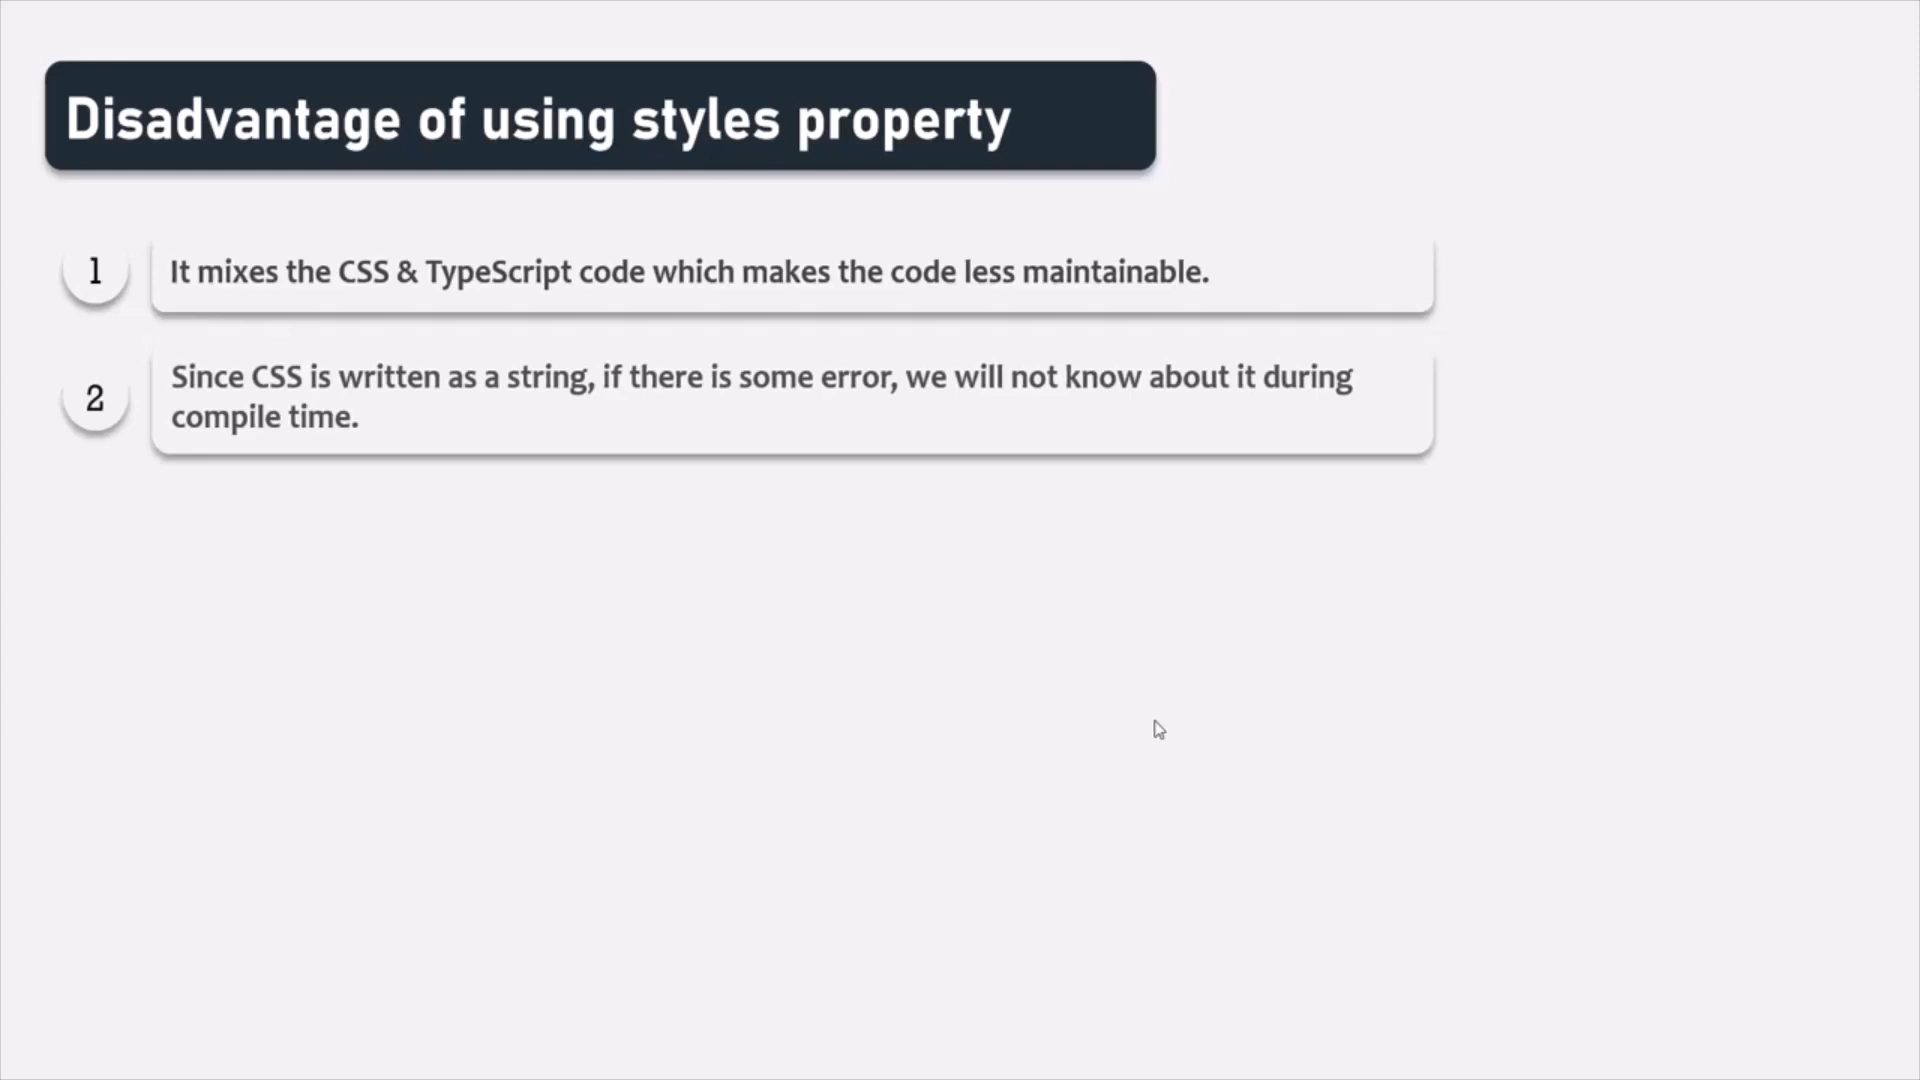 Disadvantage of using styles property
1
It mixes the CSS & TypeScript code which makes the code less maintainable.
2
Since CSS is written as a string, if there is some error, we will not know about it during
compile time.